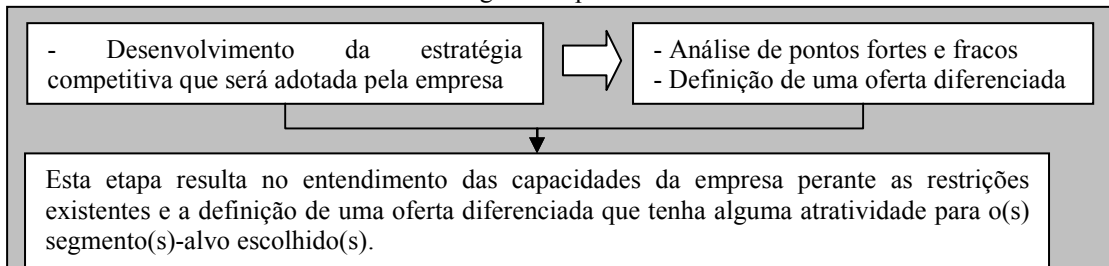 - Desenvolvimento da estratégia
competitiva que será adotada pela empresa
- Análise de pontos fortes e fracos
- Definição de uma oferta diferenciada
Esta etapa resulta no entendimento das capacidades da empresa perante as restrições
existentes e a definição de uma oferta diferenciada que tenha alguma atratividade para o(s)
segmento(s)-alvo escolhido(s).